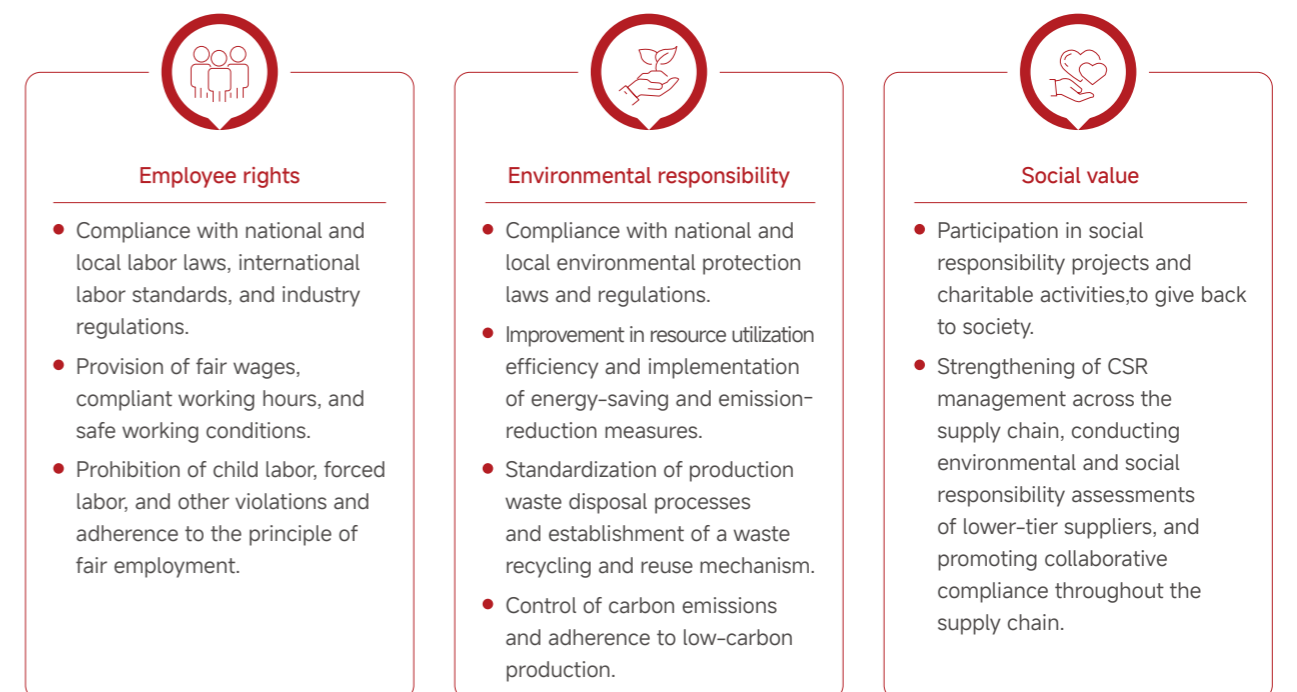 Employee rights
Compliance with national and
local labor laws, international
labor standards, and industry
regulations.
Provision of fair wages,
compliant working hours, and
safe working conditions.
Prohibition of child labor, forced
labor, and other violations and
adherence to the principle of
fair employment.
Environmental responsibility
Compliance with national and
local environmental protection
laws and regulations.
Improvement in resource utilization
efficiency and implementation
of energy-saving and emission-
reduction measures.
Standardization of production
waste disposal processes
and establishment of a waste
recycling and reuse mechanism.
Control of carbon emissions
and adherence to low-carbon
production.
Social value
Participation in social
responsibility projects and
charitable activities,to give back
to society.
Strengthening of CSR
management across the
supply chain, conducting
environmental and social
responsibility assessments
of lower-tier suppliers, and
promoting collaborative
compliance throughout the
supply chain.